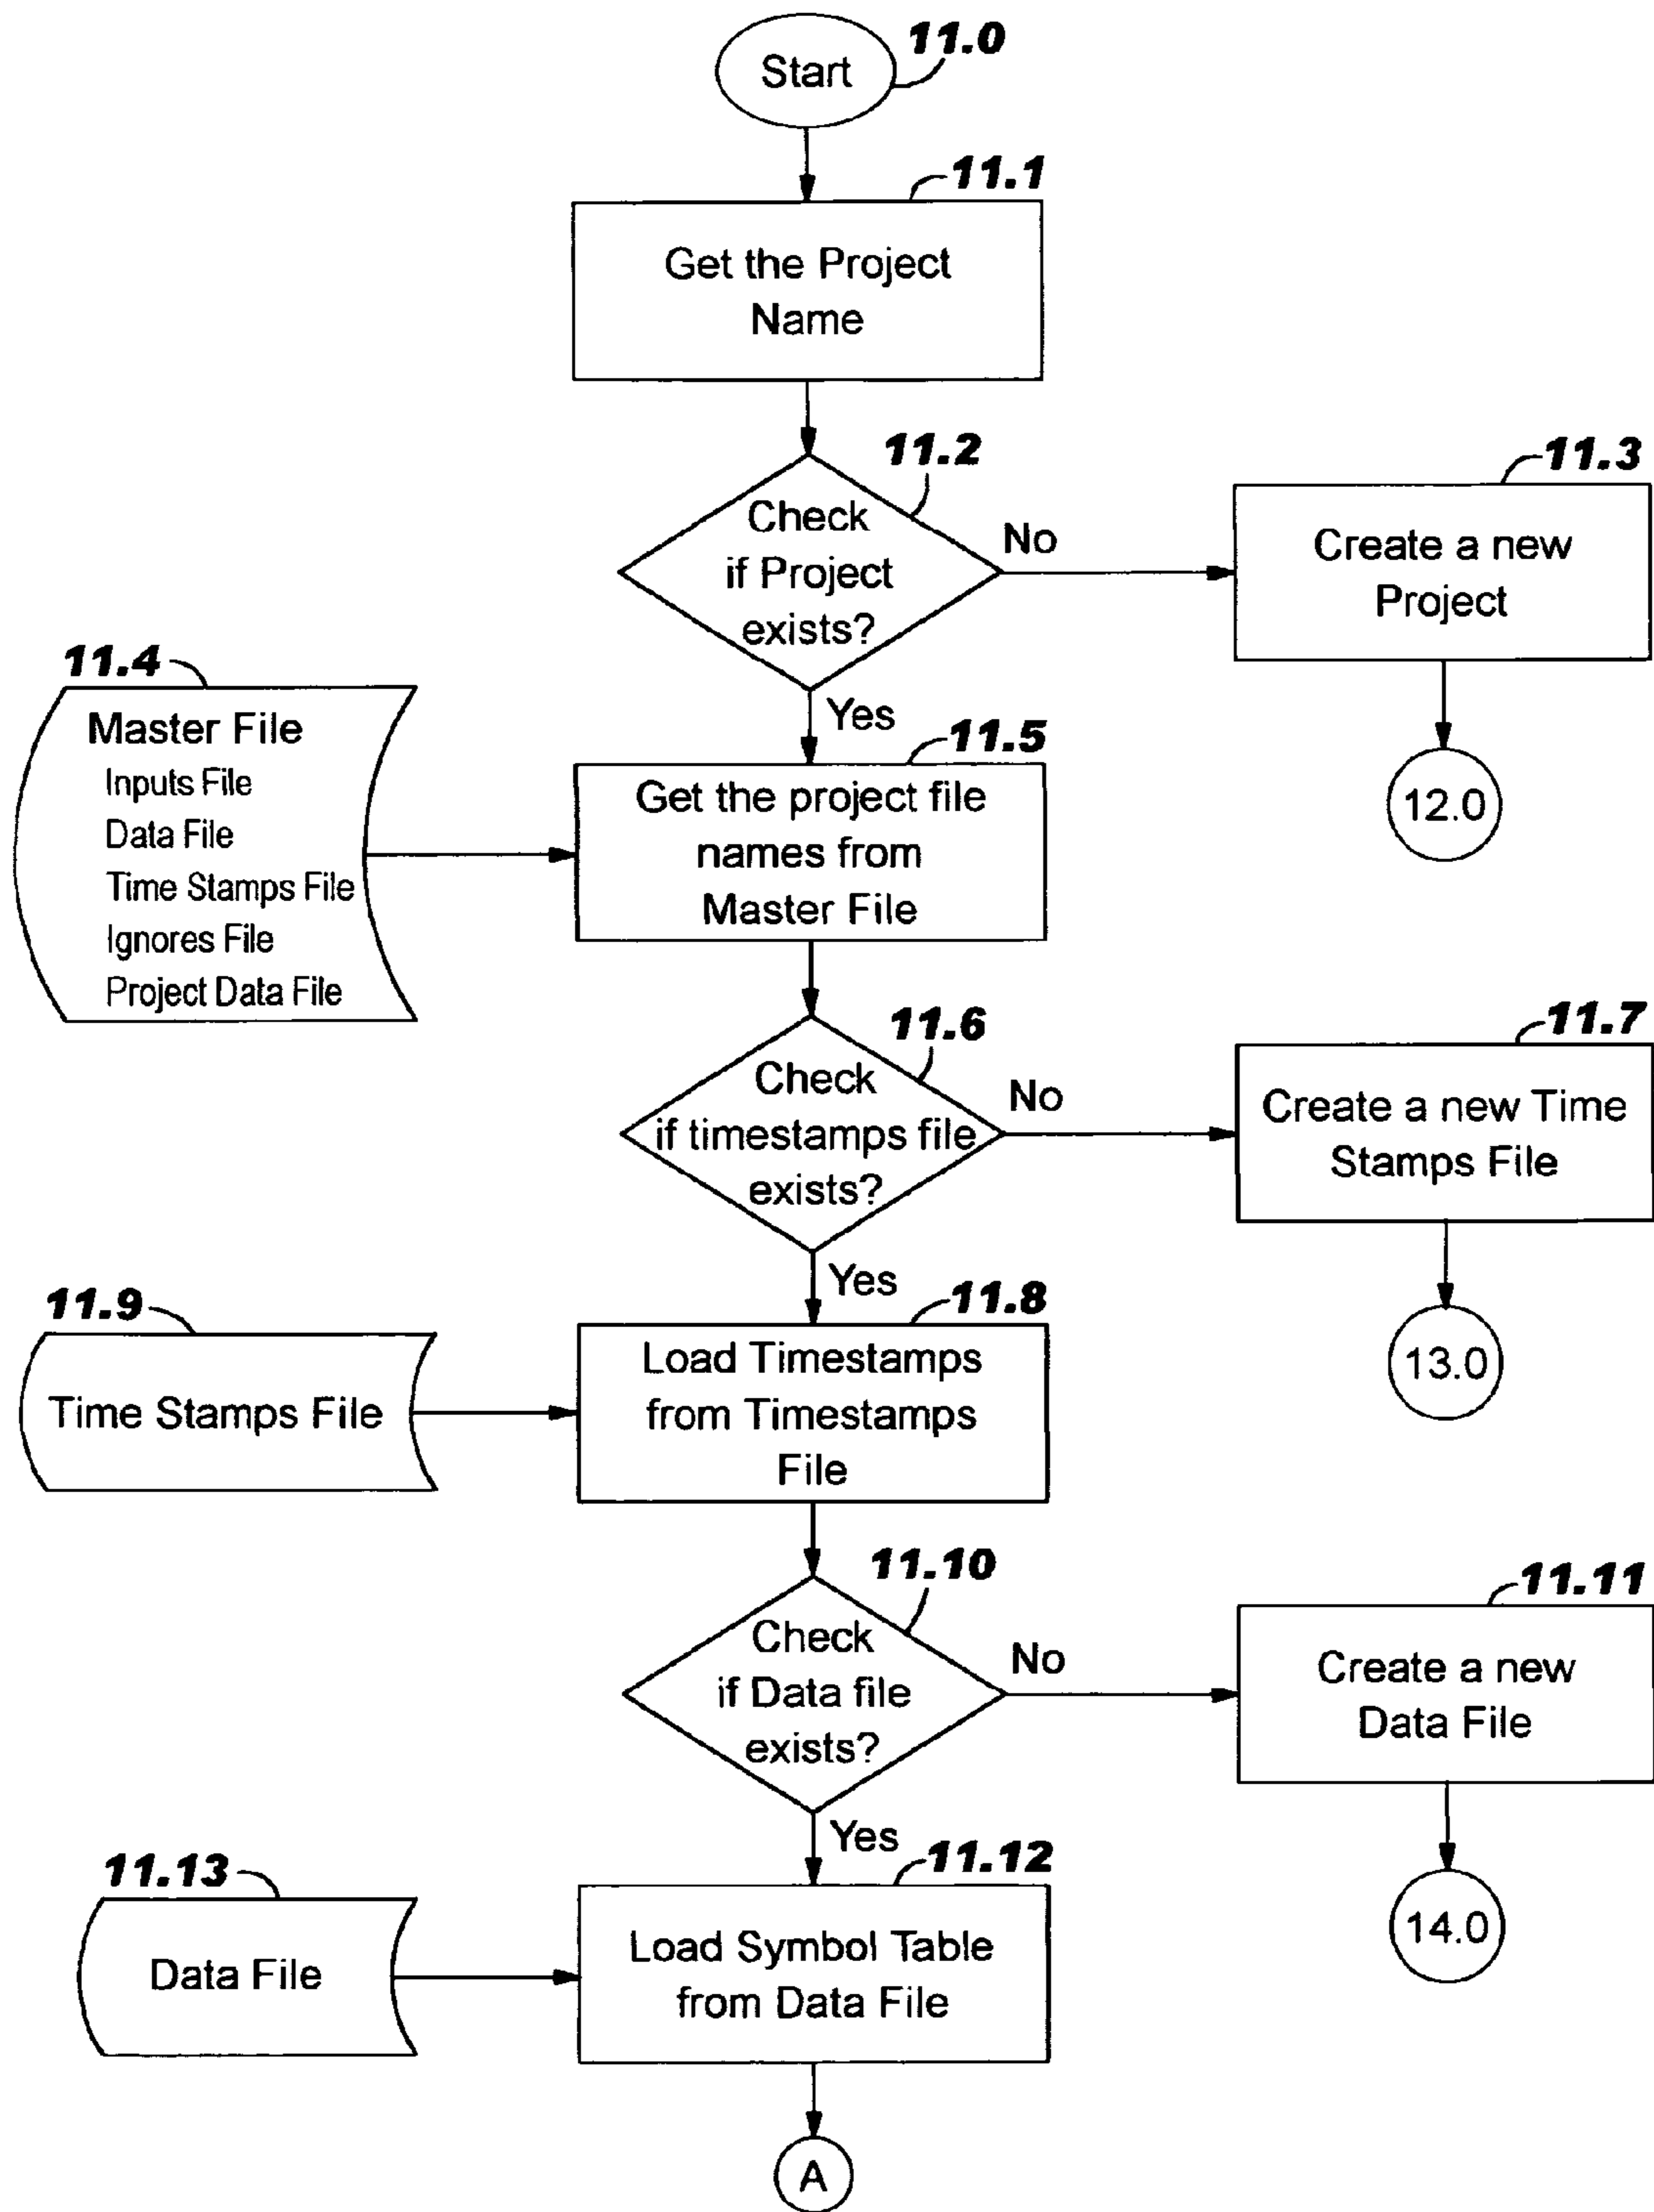 11.0
Start
11.1
Get the Project
Name
11.2
Check
if Project
exists?
No
11.3
Create a new
Project
12.0
Yes
11.4
Master File
Inputs File
Data File
Time Stamps File
Ignores File
Project Data File
11.5
Get the project file
names from
Master File
11.6
Check
if timestamps file
exists?
No
11.7
Create a new Time
Stamps File
13.0
Yes
11.9
Time Stamps File
11.8
Load Timestamps
from Timestamps
File
11.10
Check
if Data file
exists?
No
11.11
Create a new
Data File
14.0
Yes
11.13
Data File
11.12
Load Symbol Table
from Data File
A